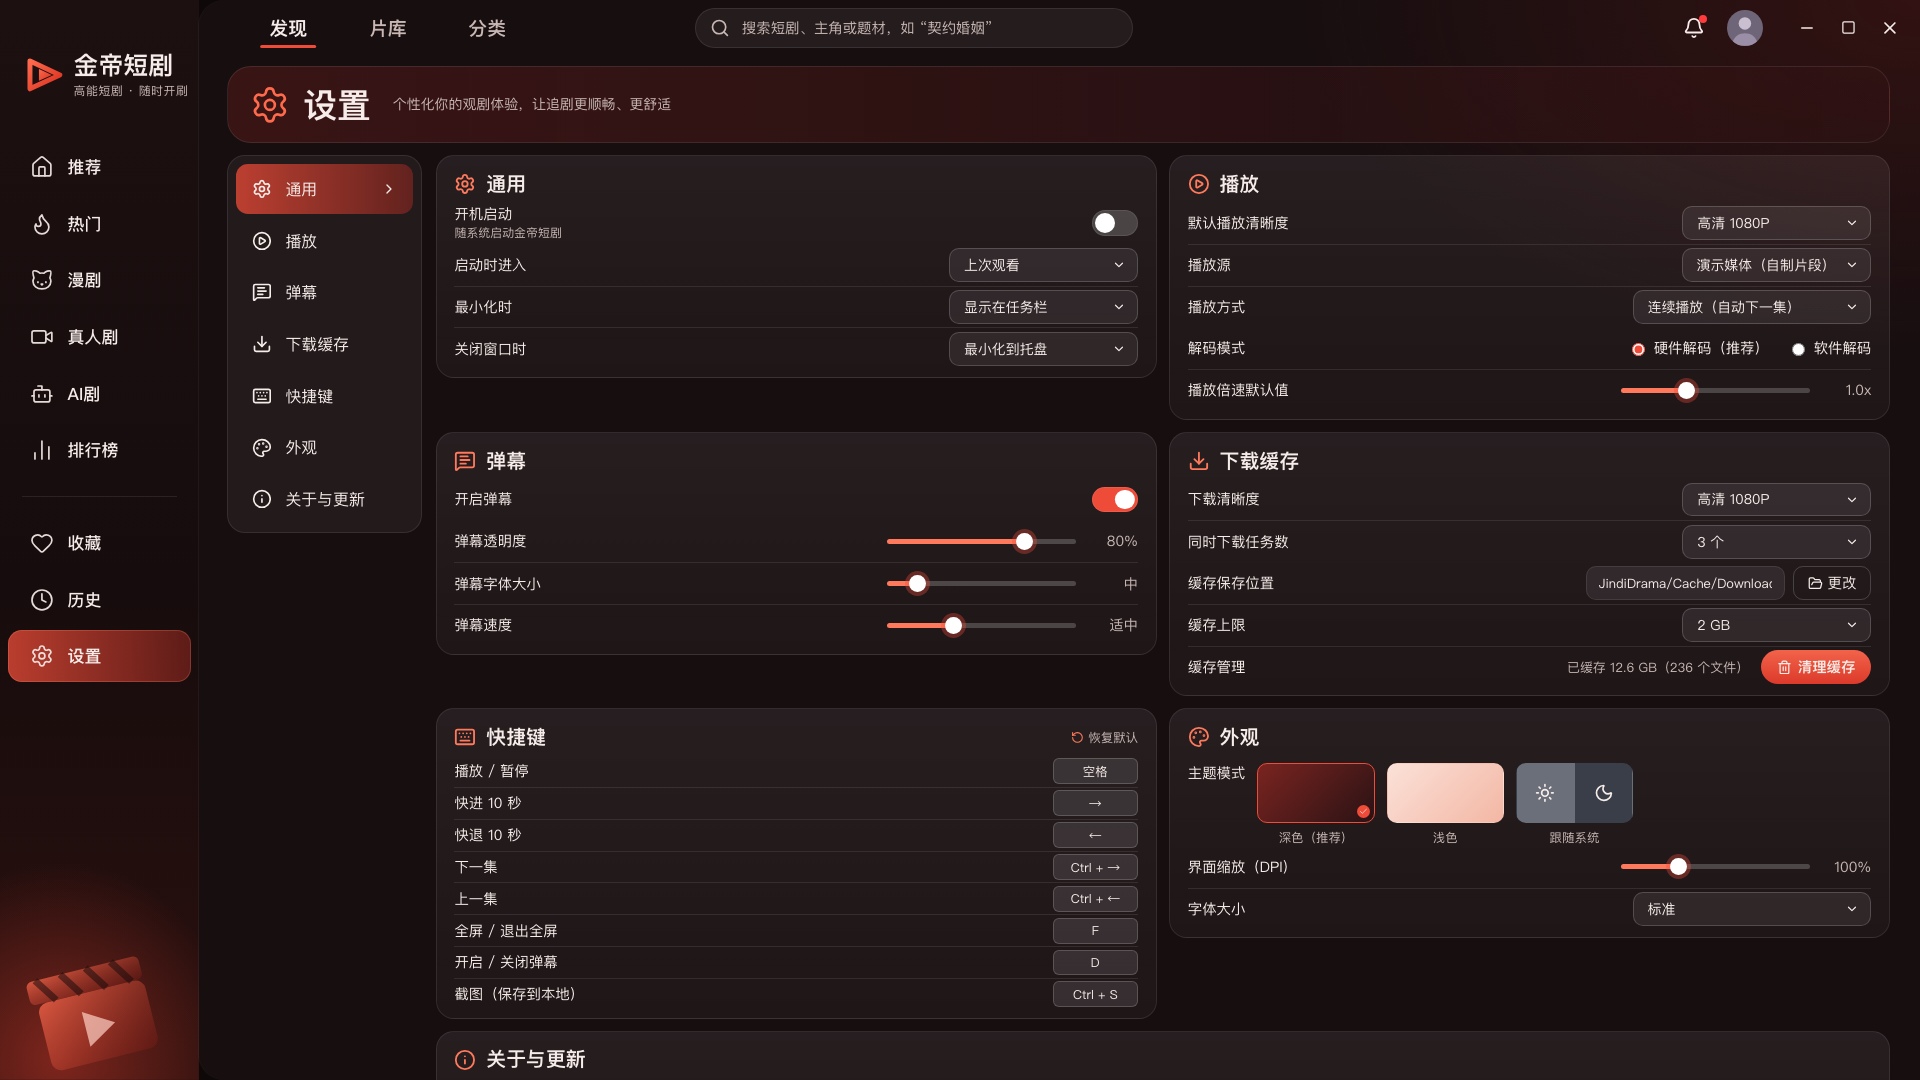 金帝短剧
高能短剧 · 随时开刷
推荐
热门
漫剧
真人剧
AI剧
排行榜
收藏
历史
设置
发现
片库
分类
搜索短剧、主角或题材，如 “契约婚姻”
设置
个性化你的观剧体验，让追剧更顺畅、更舒适
通用
播放
弹幕
下载缓存
快捷键
外观
关于与更新
通用
开机启动
随系统启动金帝短剧
启动时进入
上次观看
最小化时
显示在任务栏
关闭窗口时
最小化到托盘
播放
默认播放清晰度
高清 1080P
播放源
演示媒体（自制片段）
播放方式
连续播放（自动下一集）
解码模式
硬件解码（推荐）
软件解码
播放倍速默认值
1.0x
弹幕
开启弹幕
弹幕透明度
80%
弹幕字体大小
中
弹幕速度
适中
下载缓存
下载清晰度
高清 1080P
同时下载任务数
3 个
缓存保存位置
JindiDrama/Cache/Download
更改
缓存上限
2 GB
缓存管理
已缓存 12.6 GB（236 个文件）
清理缓存
快捷键
恢复默认
播放 / 暂停
空格
快进 10 秒
→
快退 10 秒
←
下一集
Ctrl + →
上一集
Ctrl + ←
全屏 / 退出全屏
F
开启 / 关闭弹幕
D
截图（保存到本地）
Ctrl + S
外观
主题模式
深色（推荐）
浅色
跟随系统
界面缩放（DPI）
100%
字体大小
标准
关于与更新